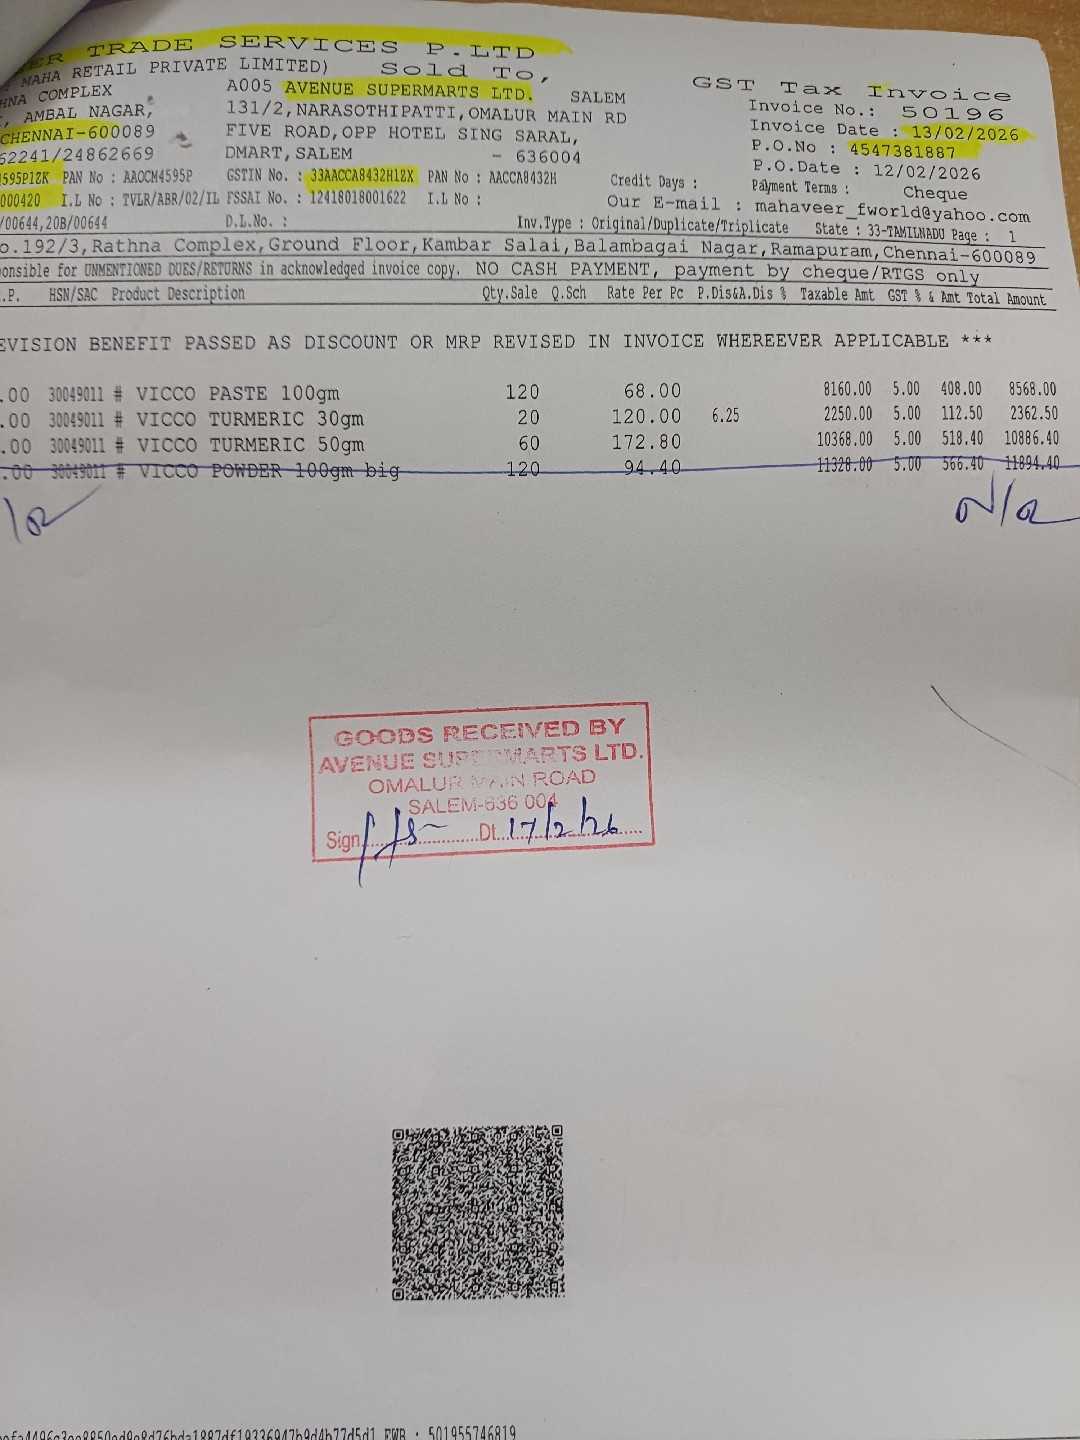 TRADE SERVICES P.LTD
MAHA RETAIL PRIVATE LIMITED) Sold To,
COMPLEX A005 AVENUE SUPERMARTS LTD. SALEM
AMBAL NAGAR, 131/2,NARASOTHIPATTI,OMALUR MAIN RD
CHENNAI-600089 FIVE ROAD,OPP HOTEL SING SARAL,
62241/24862669 DMART,SALEM - 636004
GST Tax Invoice
Invoice No.: 50196
Invoice Date : 13/02/2026
P.O.No : 4547381887
P.O.Date : 12/02/2026
4595P1ZK PAN No : AAOCM4595P GSTIN No. : 33AACCA8432H1ZX PAN No : AACCA8432H Credit Days : Payment Terms : Cheque
000420 I.L No : TVLR/ABR/02/IL FSSAI No. : 12418018001622 I.L No : Our E-mail : mahaveer_fworld@yahoo.com
/00644,20B/00644 D.L.No. : Inv.Type : Original/Duplicate/Triplicate State : 33-TAMILNADU Page : 1
o.192/3,Rathna Complex,Ground Floor,Kambar Salai,Balambagai Nagar,Ramapuram,Chennai-600089
onsible for UNMENTIONED DUES/RETURNS in acknowledged invoice copy. NO CASH PAYMENT, payment by cheque/RTGS only
.P. HSN/SAC Product Description Qty.Sale Q.Sch Rate Per Pc P.Dis&A.Dis % Taxable Amt GST % & Amt Total Amount
EVISION BENEFIT PASSED AS DISCOUNT OR MRP REVISED IN INVOICE WHEREEVER APPLICABLE ***
.00 30049011 # VICCO PASTE 100gm 120 68.00 8160.00 5.00 408.00 8568.00
.00 30049011 # VICCO TURMERIC 30gm 20 120.00 6.25 2250.00 5.00 112.50 2362.50
.00 30049011 # VICCO TURMERIC 50gm 60 172.80 10368.00 5.00 518.40 10886.40
.00 30049011 # VICCO POWDER 100gm big 120 94.40 11328.00 5.00 566.40 11894.40
N/R
GOODS RECEIVED BY
AVENUE SUPERMARTS LTD.
OMALUR MAIN ROAD
SALEM-636 004
Sign Dt. 17/2/26
EWB : 501955746819